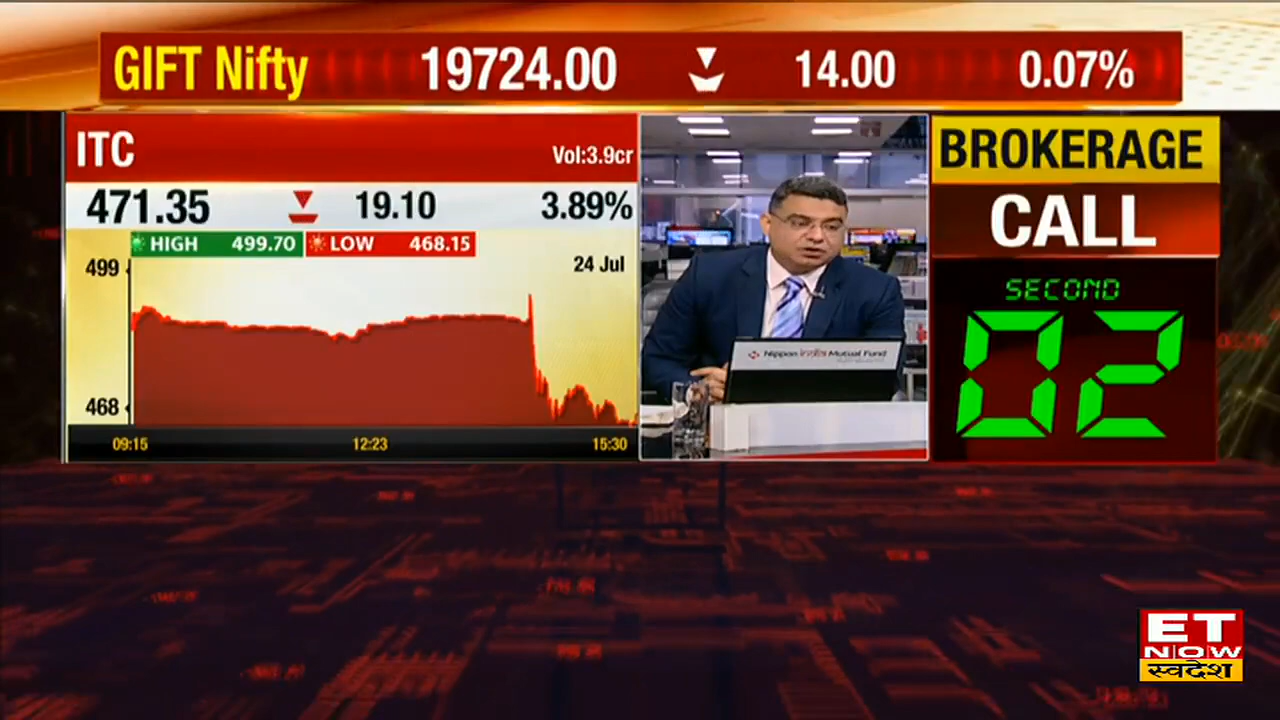 GIFT Nifty 19724.00 14.00 0.07%
ITC Vol:3.9cr
471.35 19.10 3.89%
HIGH 499.70 LOW 468.15
24 Jul
499
468
09:15 12:23 15:30
Nippon india Mutual Fund
BROKERAGE
CALL
SECOND
02
ET
NOW
स्वदेश